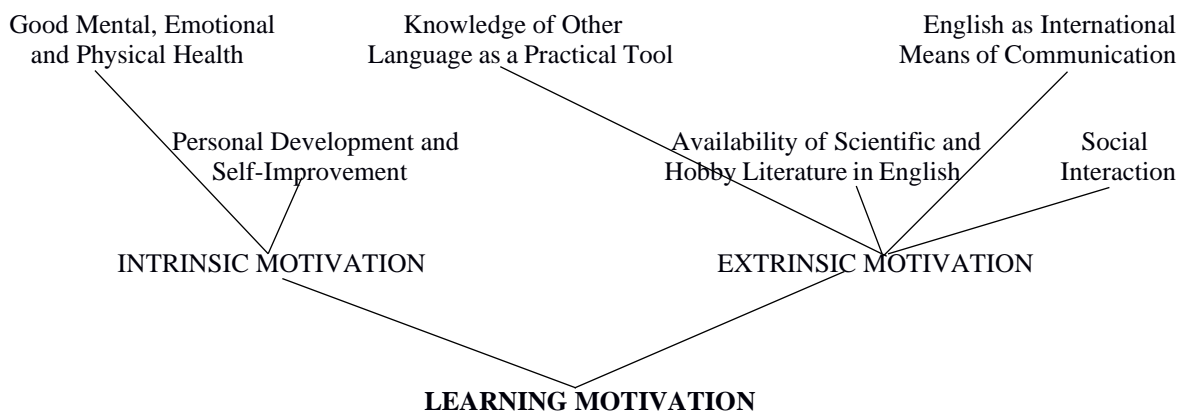 Good Mental, Emotional
and Physical Health
Knowledge of Other
Language as a Practical Tool
English as International
Means of Communication
Personal Development and
Self-Improvement
Availability of Scientific and
Hobby Literature in English
Social
Interaction
INTRINSIC MOTIVATION
EXTRINSIC MOTIVATION
LEARNING MOTIVATION